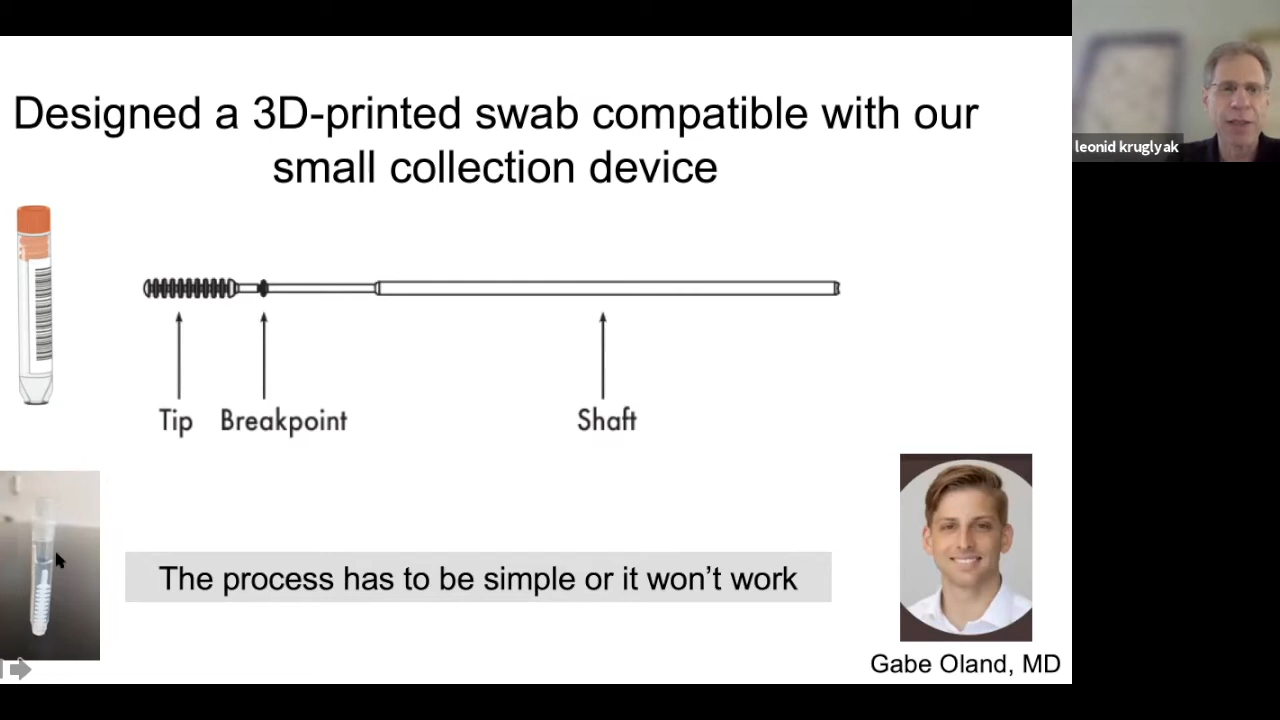 Designed a 3D-printed swab compatible with our
small collection device
leonid kruglyak
Tip
Breakpoint
Shaft
The process has to be simple or it won’t work
Gabe Oland, MD